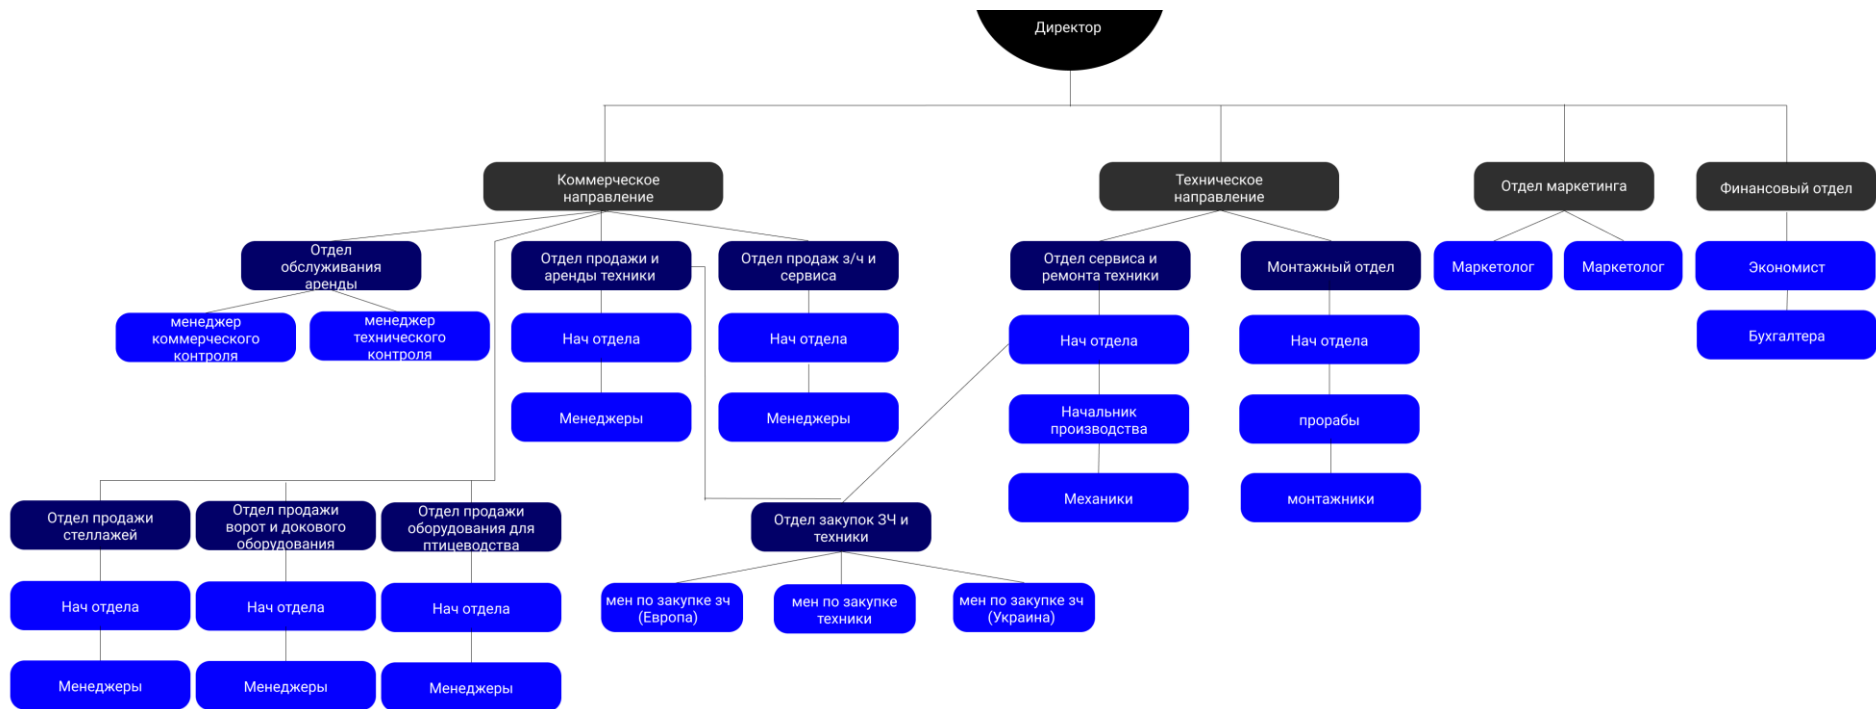 Директор
Коммерческое
направление
Техническое
направление
Отдел маркетинга
Финансовый отдел
Отдел
обслуживания
аренды
Отдел продажи и
аренды техники
Отдел продаж з/ч и
сервиса
Отдел сервиса и
ремонта техники
Монтажный отдел
Маркетолог
Маркетолог
Экономист
менеджер
коммерческого
контроля
менеджер
технического
контроля
Нач отдела
Нач отдела
Нач отдела
Нач отдела
Бухгалтера
Менеджеры
Менеджеры
Начальник
производства
прорабы
Механики
монтажники
Отдел продажи
стеллажей
Отдел продажи
ворот и докового
оборудования
Отдел продажи
оборудования для
птицеводства
Отдел закупок ЗЧ и
техники
Нач отдела
Нач отдела
Нач отдела
мен по закупке зч
(Европа)
мен по закупке
техники
мен по закупке зч
(Украина)
Менеджеры
Менеджеры
Менеджеры